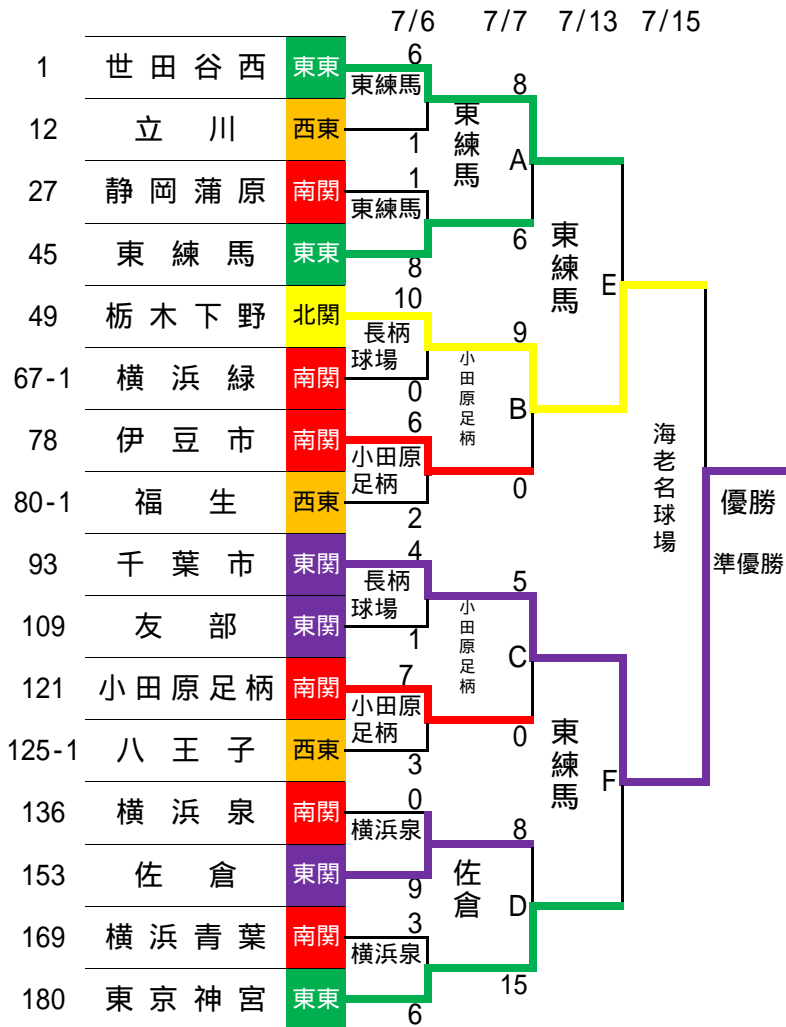 7/6 7/7 7/13 7/15
1 世田谷西 東東 6
東練馬 8
12 立川 西東 1
東練馬 A
27 静岡蒲原 南関 1
東練馬
45 東練馬 東東 8 6
東練馬 E
49 栃木下野 北関 10
長柄球場 9
67-1 横浜緑 南関 0
小田原足柄 B
78 伊豆市 南関 6
小田原足柄 0
80-1 福生 西東 2
海老名球場
優勝
準優勝
93 千葉市 東関 4
長柄球場 5
109 友部 東関 1
小田原足柄 C
121 小田原足柄 南関 7
小田原足柄 0
125-1 八王子 西東 3
東練馬 F
136 横浜泉 南関 0
横浜泉 8
153 佐倉 東関 9
佐倉 D
169 横浜青葉 南関 3
横浜泉 15
180 東京神宮 東東 6